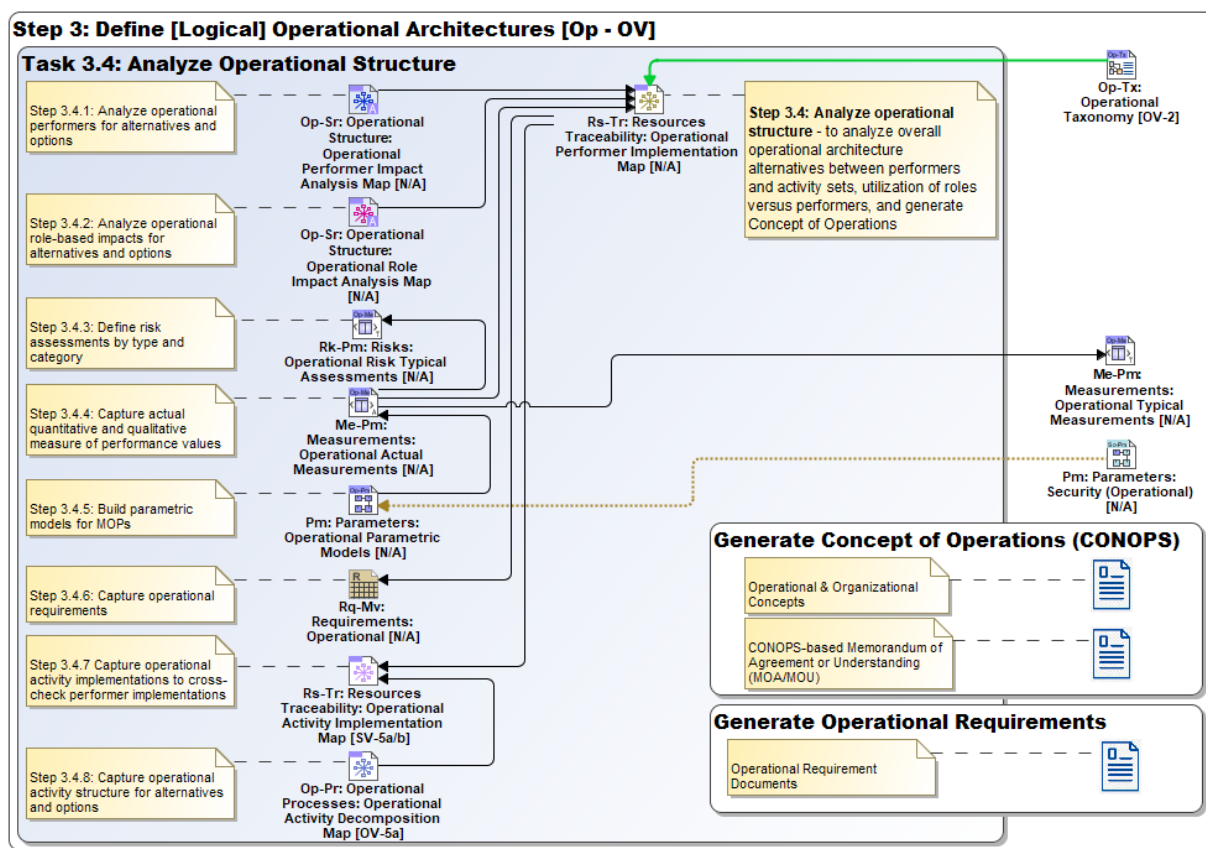 Step 3: Define [Logical] Operational Architectures [Op - OV]
Task 3.4: Analyze Operational Structure
Step 3.4.1: Analyze operational
performers for alternatives and
options
Op-Sr: Operational
Structure:
Operational
Performer Impact
Analysis Map [N/A]
Rs-Tr: Resources
Traceability: Operational
Performer Implementation
Map [N/A]
Step 3.4: Analyze operational
structure - to analyze overall
operational architecture
alternatives between performers
and activity sets, utilization of roles
versus performers, and generate
Concept of Operations
Op-Tx
Op-Tx:
Operational
Taxonomy [OV-2]
Step 3.4.2: Analyze operational
role-based impacts for
alternatives and options
Op-Sr: Operational
Structure:
Operational Role
Impact Analysis Map
[N/A]
Step 3.4.3: Define risk
assessments by type and
category
Op-Me
Rk-Pm: Risks:
Operational Risk Typical
Assessments [N/A]
Step 3.4.4: Capture actual
quantitative and qualitative
measure of performance values
Op-Me
Me-Pm:
Measurements:
Operational Actual
Measurements [N/A]
Op-Me
Me-Pm:
Measurements:
Operational Typical
Measurements [N/A]
Step 3.4.5: Build parametric
models for MOPs
Op-Pm
Pm: Parameters:
Operational Parametric
Models [N/A]
Sc-Pm
Pm: Parameters:
Security (Operational)
[N/A]
Step 3.4.6: Capture operational
requirements
R
Rq-Mv:
Requirements:
Operational [N/A]
Step 3.4.7 Capture operational
activity implementations to cross-
check performer implementations
Rs-Tr: Resources
Traceability: Operational
Activity Implementation
Map [SV-5a/b]
Step 3.4.8: Capture operational
activity structure for alternatives
and options
Op-Pr: Operational
Processes: Operational
Activity Decomposition
Map [OV-5a]
Generate Concept of Operations (CONOPS)
Operational & Organizational
Concepts
CONOPS-based Memorandum of
Agreement or Understanding
(MOA/MOU)
Generate Operational Requirements
Operational Requirement
Documents